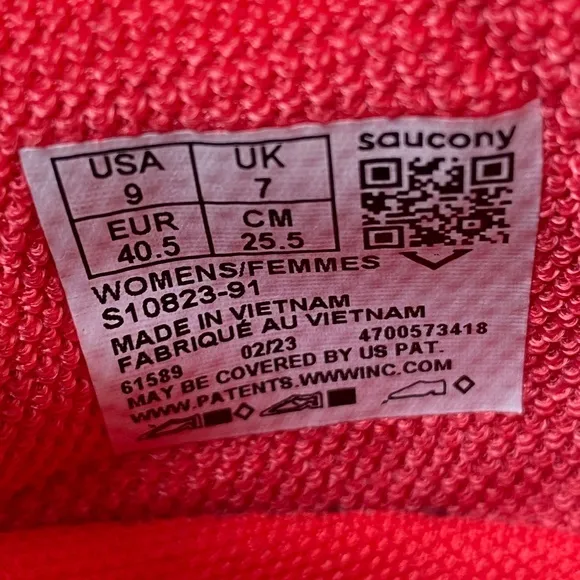 saucony
USA UK
9 7
EUR CM
40.5 25.5
WOMENS/FEMMES
S10823-91
MADE IN VIETNAM
FABRIQUÉ AU VIETNAM
61589 02/23 4700573418
MAY BE COVERED BY US PAT.
WWW.PATENTS.WWWINC.COM